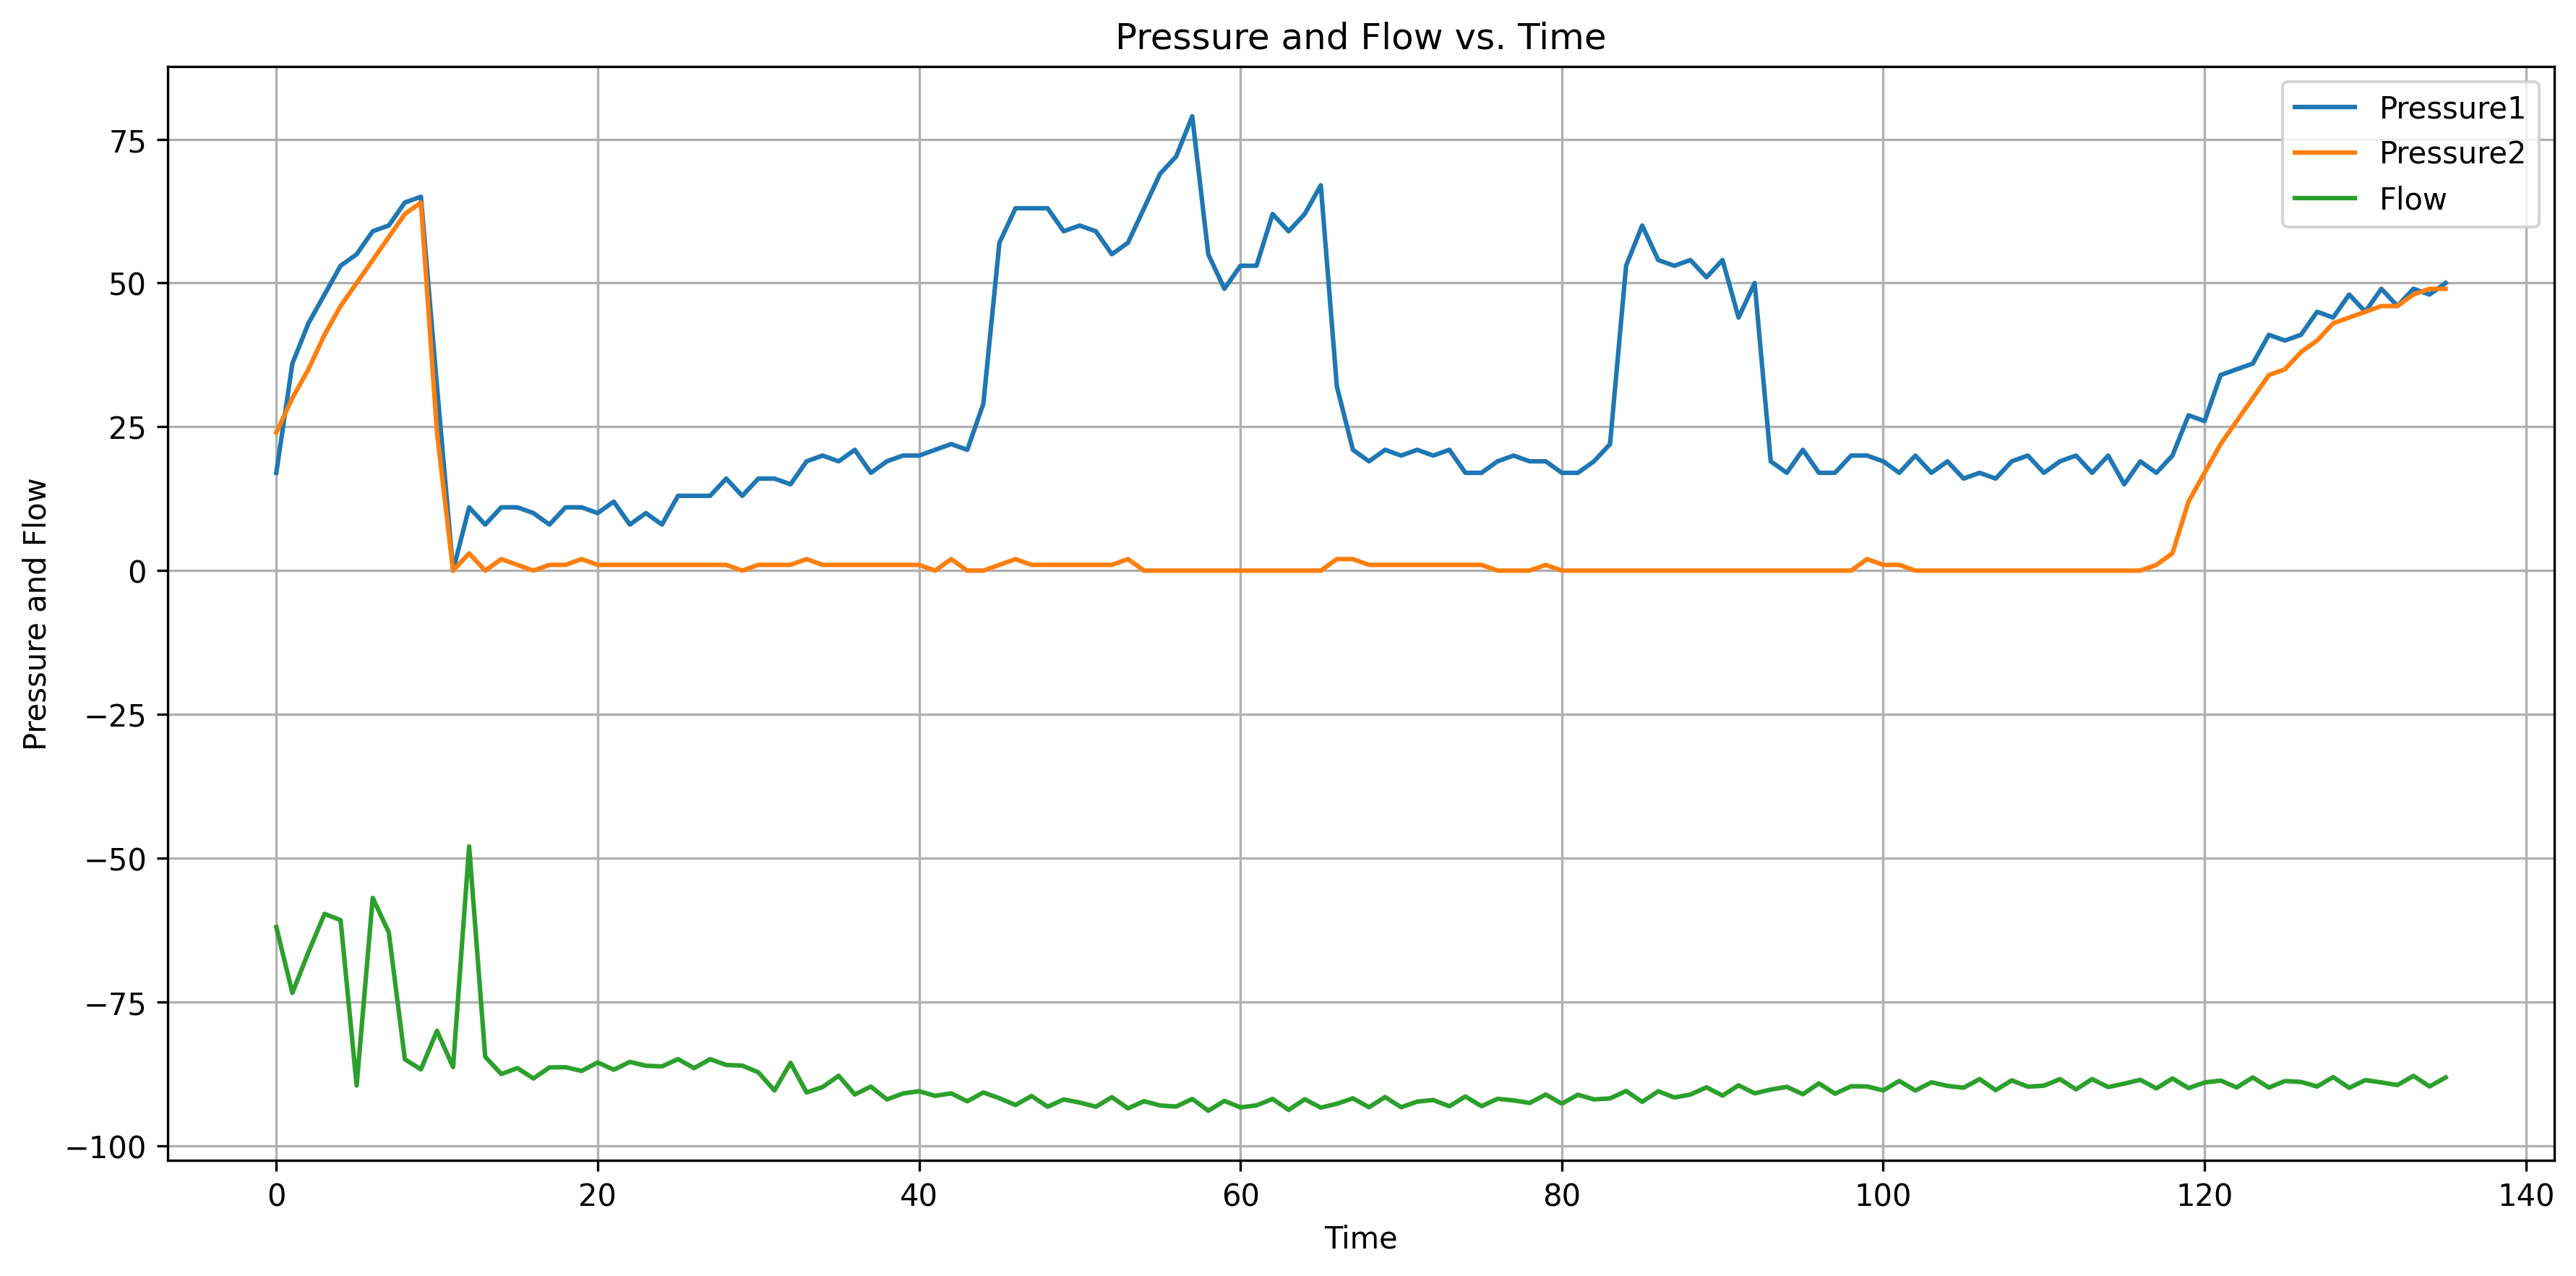 Pressure and Flow vs. Time
Pressure1
Pressure2
Flow
75
50
25
0
−25
−50
−75
−100
Pressure and Flow
0 20 40 60 80 100 120 140
Time